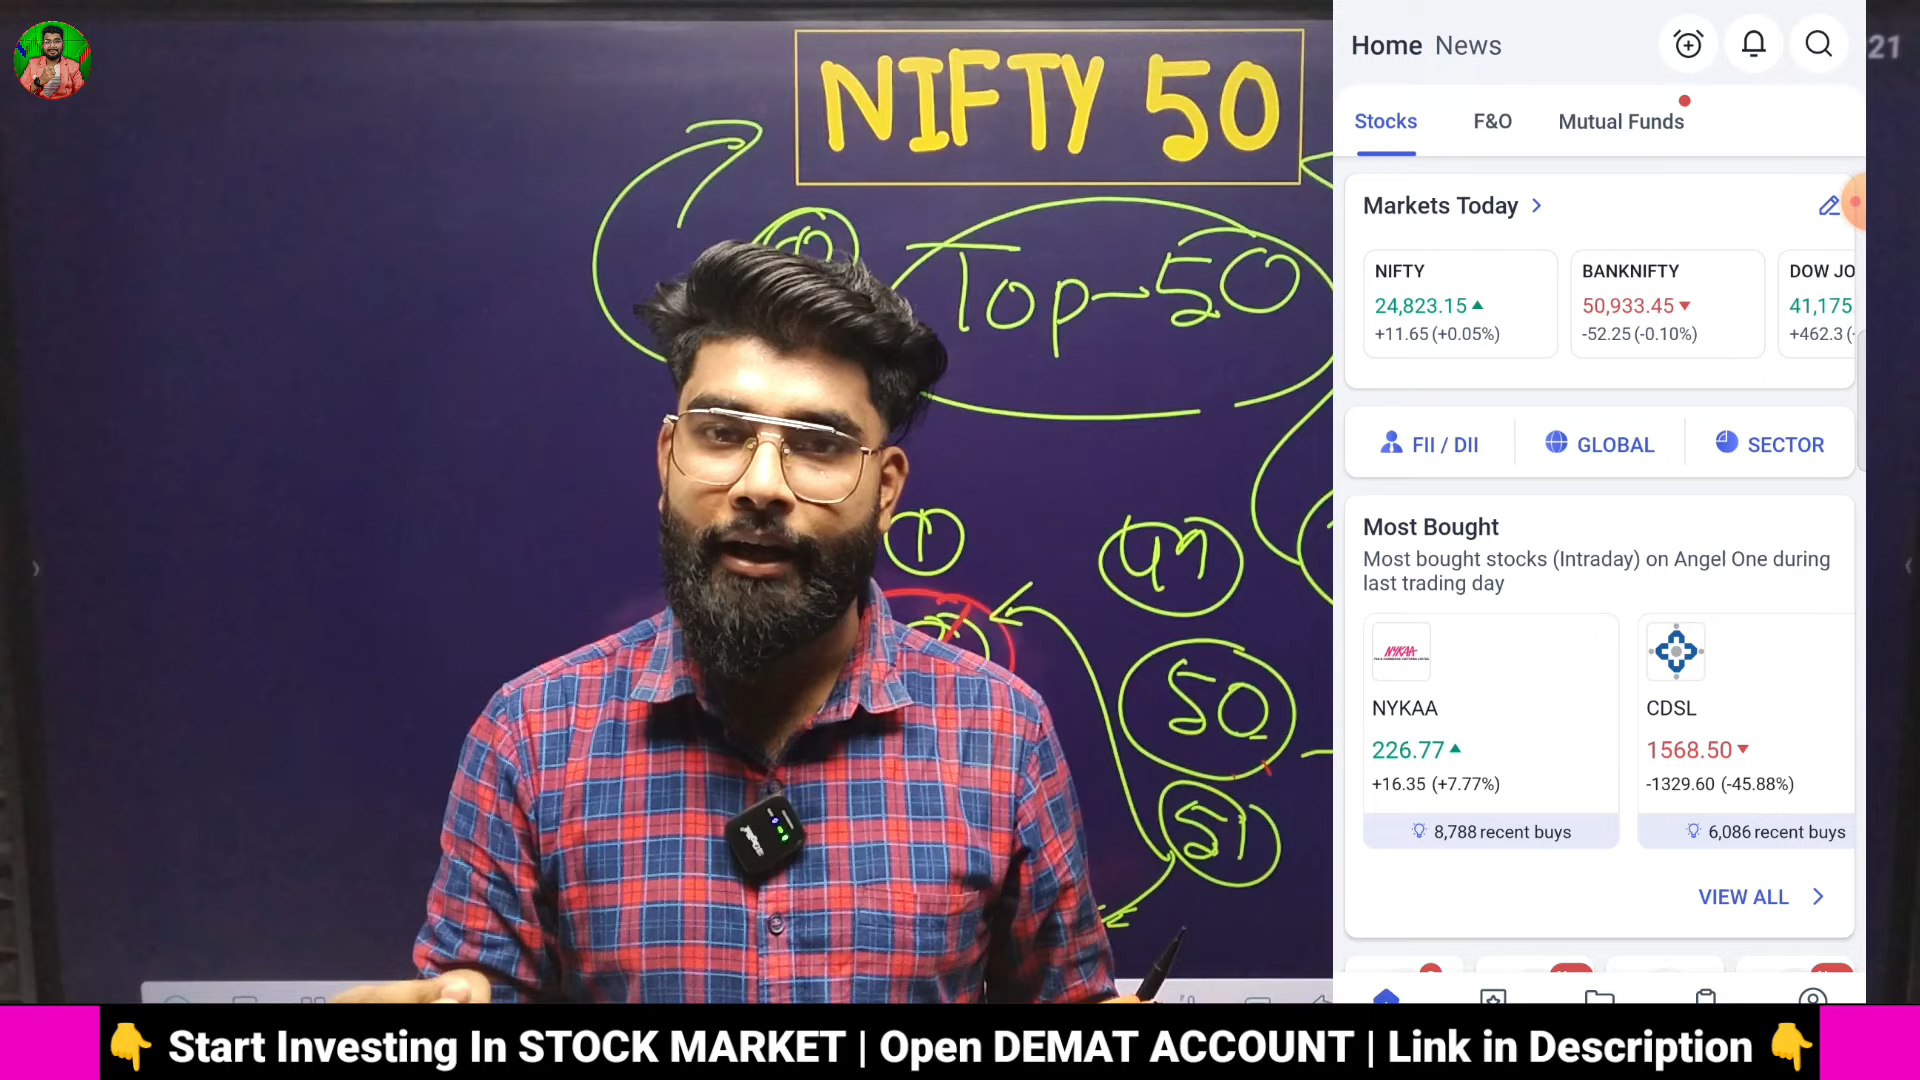 NIFTY 50
Top-50
1
49
50
51
21
Home News
Stocks F&O Mutual Funds
Markets Today
NIFTY
24,823.15
+11.65 (+0.05%)
BANKNIFTY
50,933.45
-52.25 (-0.10%)
DOW JO
41,175
+462.3 (-
FII / DII GLOBAL SECTOR
Most Bought
Most bought stocks (Intraday) on Angel One during
last trading day
NYKAA
NYKAA
226.77
+16.35 (+7.77%)
8,788 recent buys
CDSL
1568.50
-1329.60 (-45.88%)
6,086 recent buys
VIEW ALL
Start Investing In STOCK MARKET | Open DEMAT ACCOUNT | Link in Description